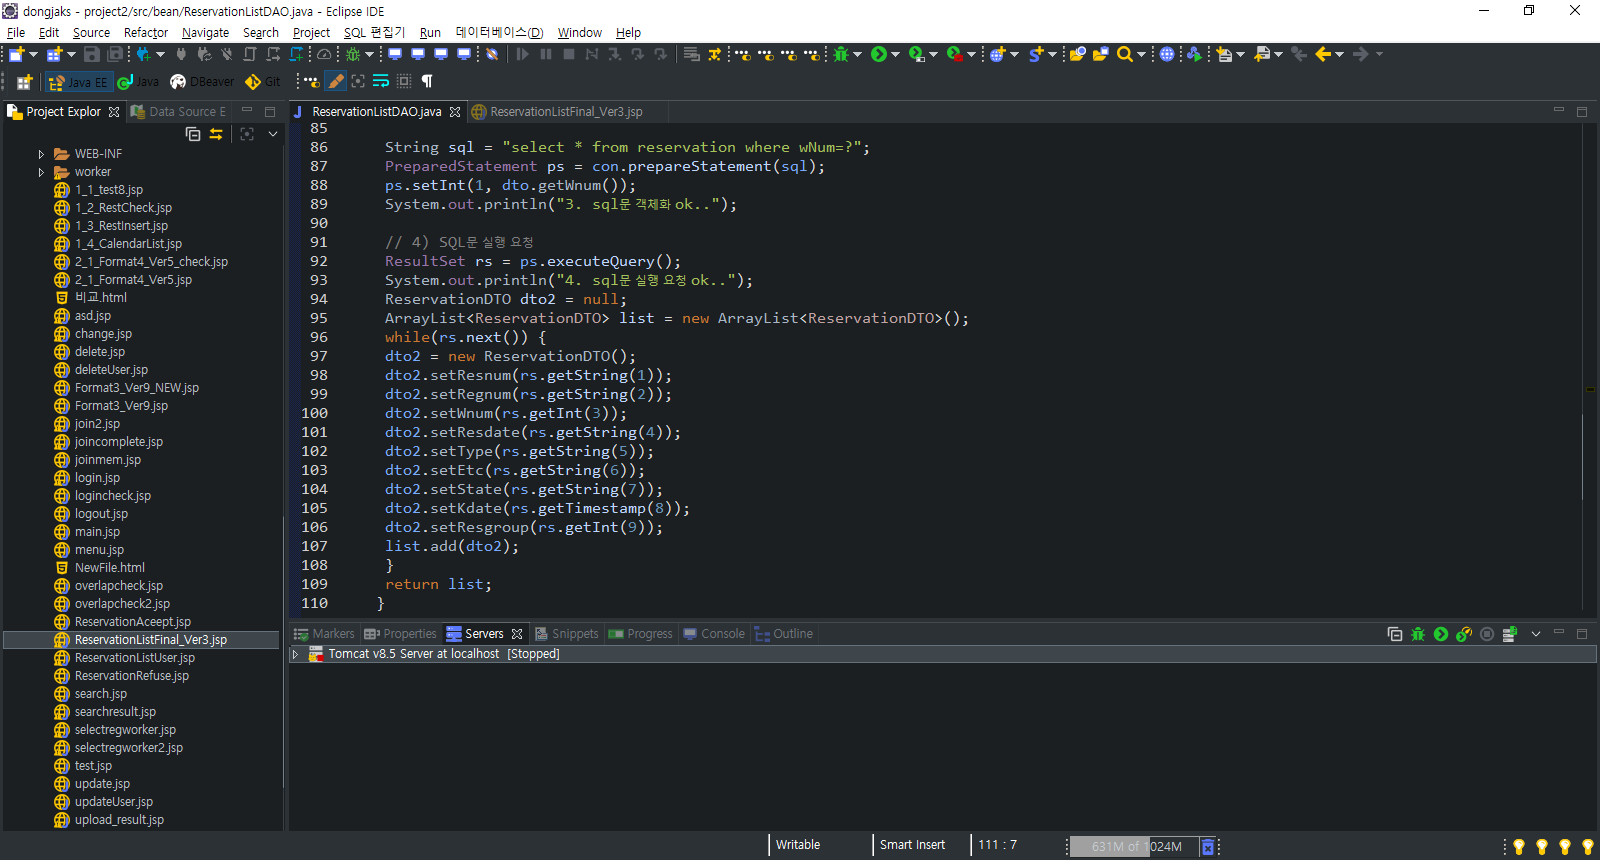 dongjaks - project2/src/bean/ReservationListDAO.java - Eclipse IDE
File Edit Source Refactor Navigate Search Project SQL 편집기 Run 데이터베이스(D) Window Help
Java EE Java DBeaver Git
Project Explor Data Source E
WEB-INF
worker
1_1_test8.jsp
1_2_RestCheck.jsp
1_3_RestInsert.jsp
1_4_CalendarList.jsp
2_1_Format4_Ver5_check.jsp
2_1_Format4_Ver5.jsp
비교.html
asd.jsp
change.jsp
delete.jsp
deleteUser.jsp
Format3_Ver9_NEW.jsp
Format3_Ver9.jsp
join2.jsp
joincomplete.jsp
joinmem.jsp
login.jsp
logincheck.jsp
logout.jsp
main.jsp
menu.jsp
NewFile.html
overlapcheck.jsp
overlapcheck2.jsp
ReservationAceept.jsp
ReservationListFinal_Ver3.jsp
ReservationListUser.jsp
ReservationRefuse.jsp
search.jsp
searchresult.jsp
selectregworker.jsp
selectregworker2.jsp
test.jsp
update.jsp
updateUser.jsp
upload_result.jsp
ReservationListDAO.java ReservationListFinal_Ver3.jsp
85
86 String sql = "select * from reservation where wNum=?";
87 PreparedStatement ps = con.prepareStatement(sql);
88 ps.setInt(1, dto.getWnum());
89 System.out.println("3. sql문 객체화 ok..");
90
91 // 4) SQL문 실행 요청
92 ResultSet rs = ps.executeQuery();
93 System.out.println("4. sql문 실행 요청 ok..");
94 ReservationDTO dto2 = null;
95 ArrayList<ReservationDTO> list = new ArrayList<ReservationDTO>();
96 while(rs.next()) {
97 dto2 = new ReservationDTO();
98 dto2.setResnum(rs.getString(1));
99 dto2.setRegnum(rs.getString(2));
100 dto2.setWnum(rs.getInt(3));
101 dto2.setResdate(rs.getString(4));
102 dto2.setType(rs.getString(5));
103 dto2.setEtc(rs.getString(6));
104 dto2.setState(rs.getString(7));
105 dto2.setKdate(rs.getTimestamp(8));
106 dto2.setResgroup(rs.getInt(9));
107 list.add(dto2);
108 }
109 return list;
110 }
Markers Properties Servers Snippets Progress Console Outline
Tomcat v8.5 Server at localhost [Stopped]
Writable Smart Insert 111 : 7 631M of 1024M